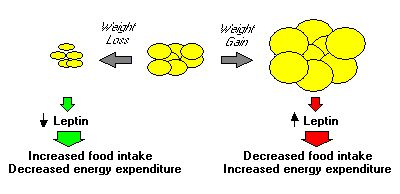 Weight
Loss
Weight
Gain
↓ Leptin
↑ Leptin
Increased food intake
Decreased energy expenditure
Decreased food intake
Increased energy expenditure